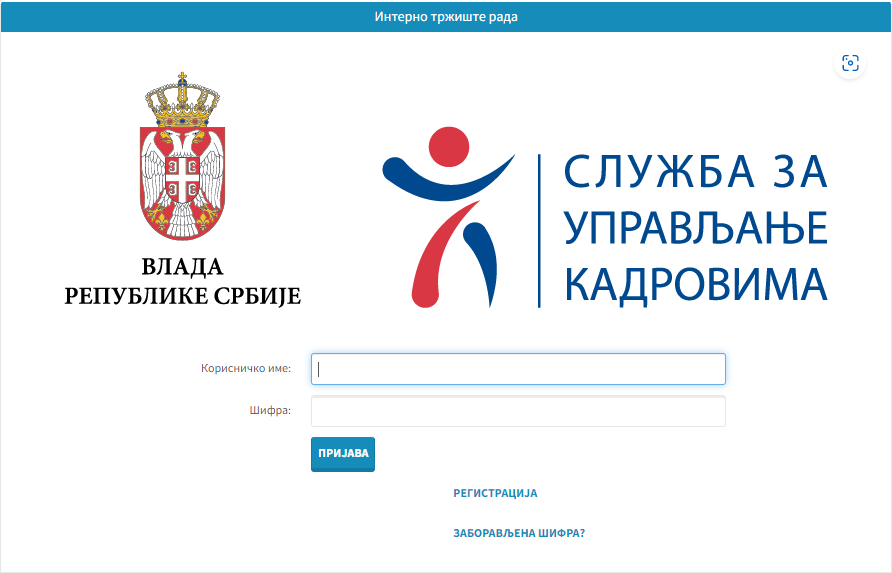 Интерно тржиште рада
ВЛАДА
РЕПУБЛИКЕ СРБИЈЕ
СЛУЖБА ЗА
УПРАВЉАЊЕ
КАДРОВИМА
Корисничко име:
Шифра:
ПРИЈАВА
РЕГИСТРАЦИЈА
ЗАБОРАВЉЕНА ШИФРА?